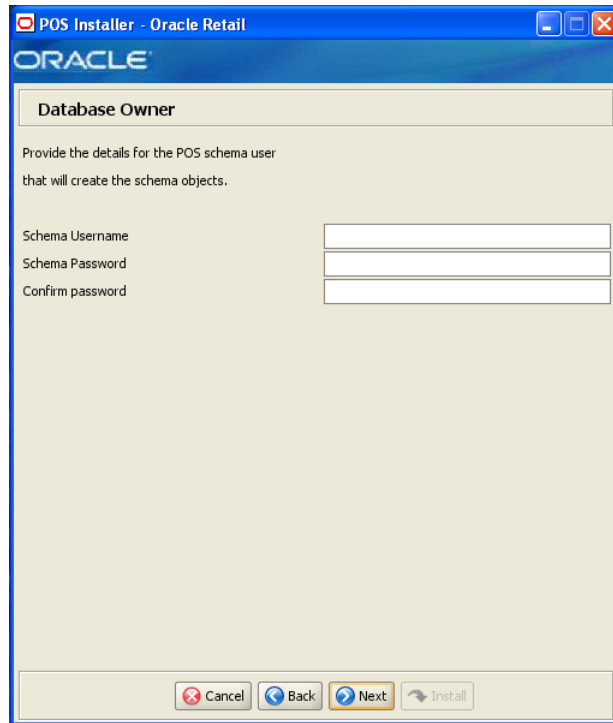 POS Installer - Oracle Retail
ORACLE
Database Owner
Provide the details for the POS schema user
that will create the schema objects.
Schema Username
Schema Password
Confirm password
Cancel Back Next Install